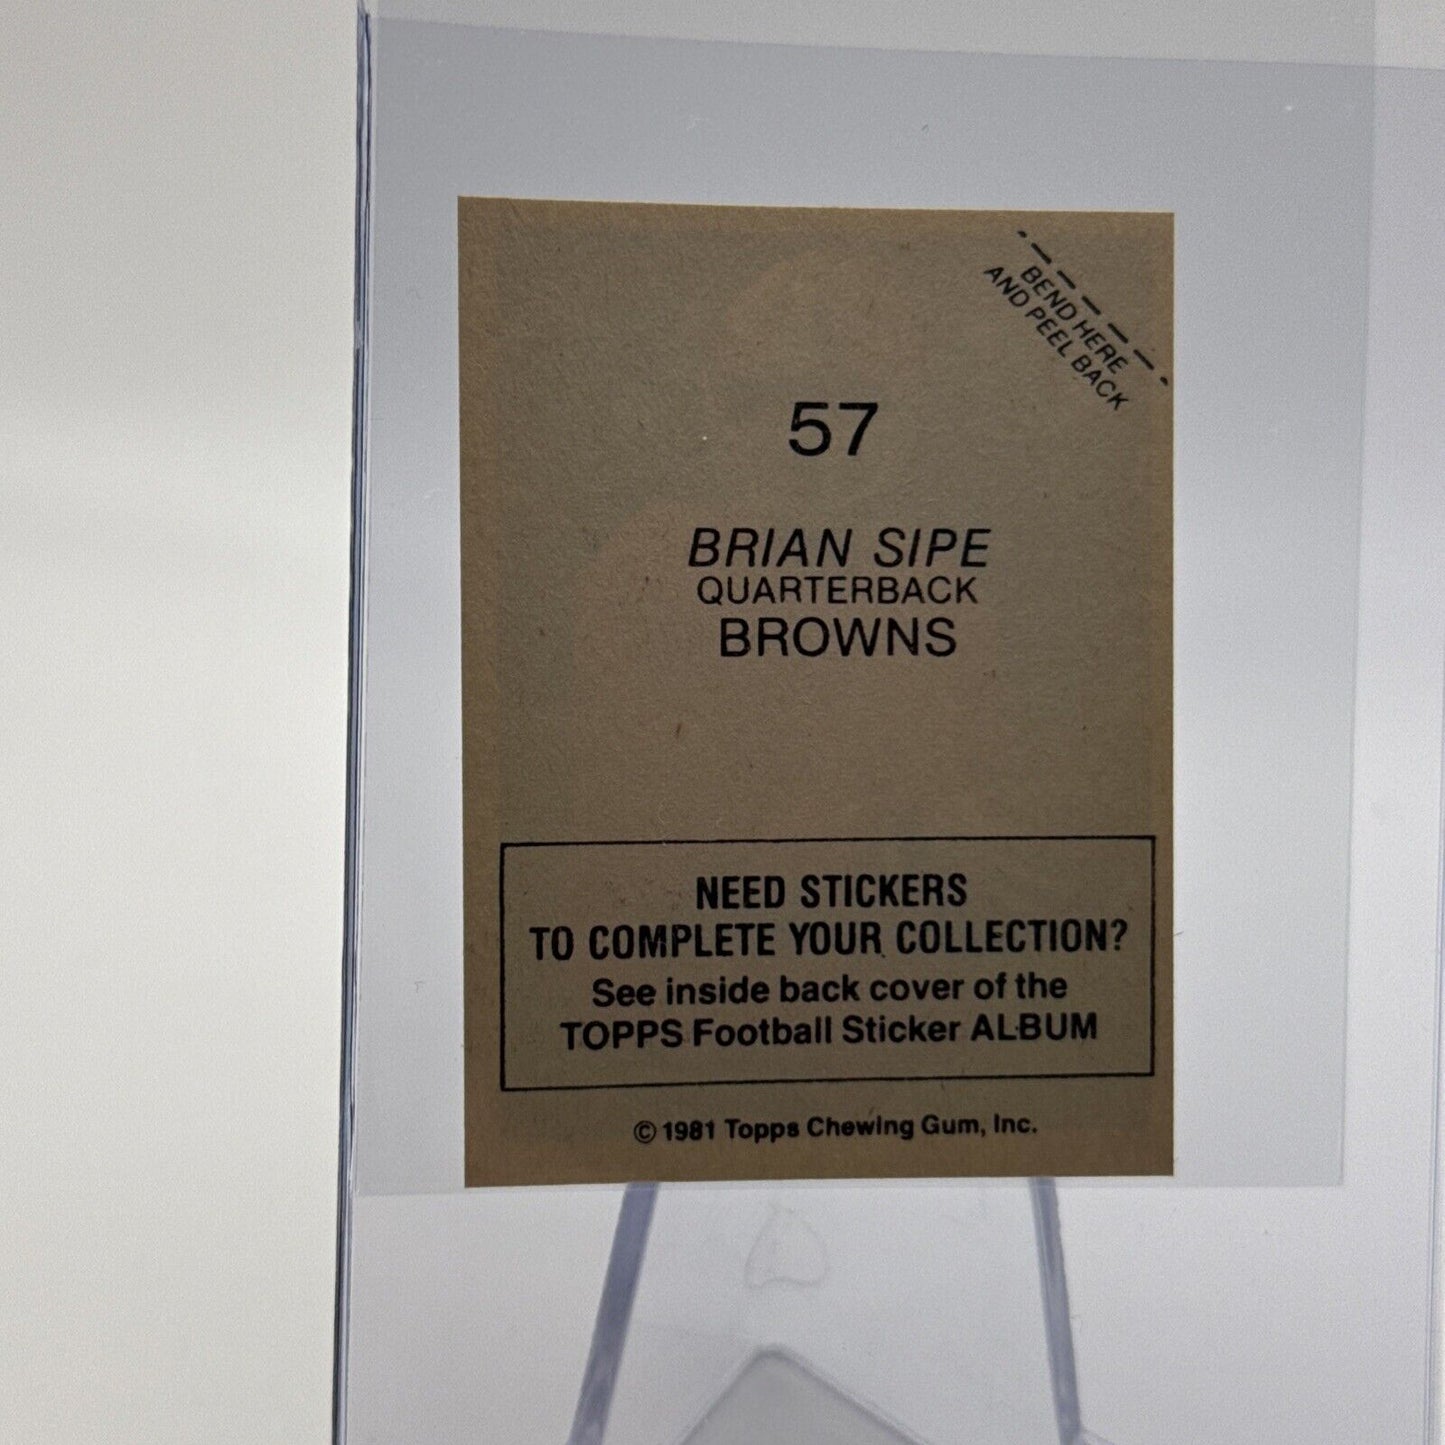 BEND HERE
AND PEEL BACK
57
BRIAN SIPE
QUARTERBACK
BROWNS
NEED STICKERS
TO COMPLETE YOUR COLLECTION?
See inside back cover of the
TOPPS Football Sticker ALBUM
© 1981 Topps Chewing Gum, Inc.